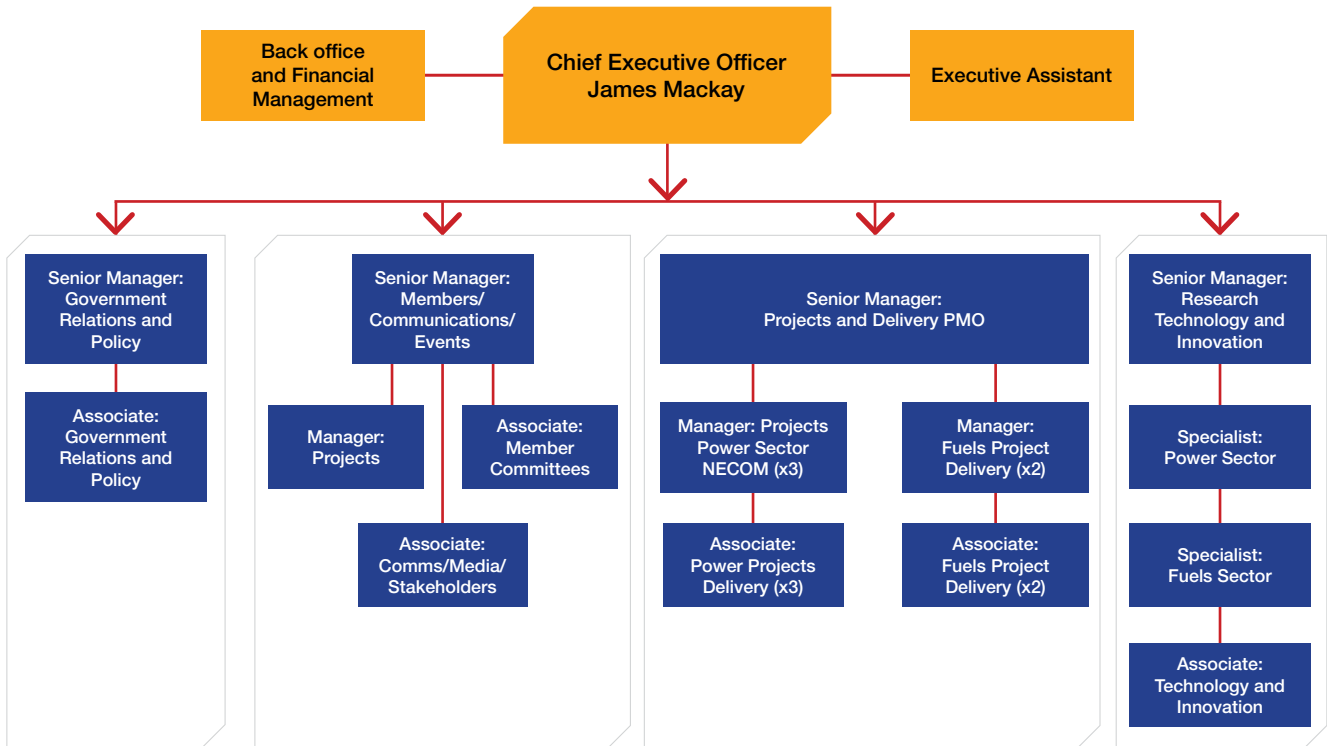 Back office
and Financial
Management
Chief Executive Officer
James Mackay
Executive Assistant
Senior Manager:
Government
Relations and
Policy
Associate:
Government
Relations and
Policy
Senior Manager:
Members/
Communications/
Events
Manager:
Projects
Associate:
Member
Committees
Associate:
Comms/Media/
Stakeholders
Senior Manager:
Projects and Delivery PMO
Manager: Projects
Power Sector
NECOM (x3)
Manager:
Fuels Project
Delivery (x2)
Associate:
Power Projects
Delivery (x3)
Associate:
Fuels Project
Delivery (x2)
Senior Manager:
Research
Technology and
Innovation
Specialist:
Power Sector
Specialist:
Fuels Sector
Associate:
Technology and
Innovation